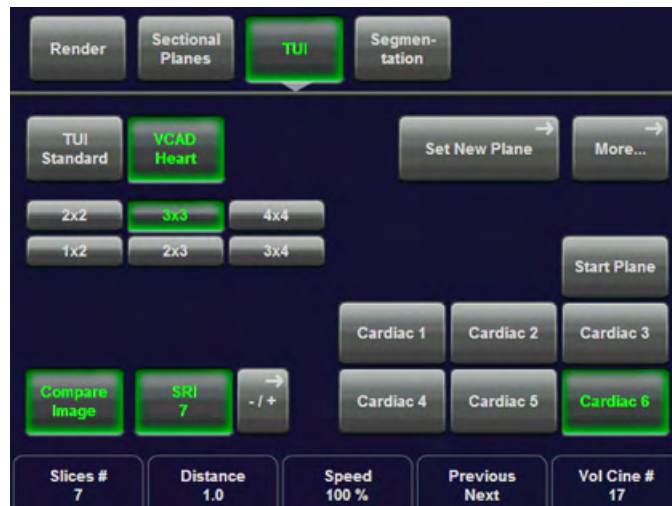 Render
Sectional
Planes
TUI
Segmen-
tation
TUI
Standard
VCAD
Heart
Set New Plane
More...
2x2
3x3
4x4
1x2
2x3
3x4
Start Plane
Cardiac 1
Cardiac 2
Cardiac 3
Compare
Image
SRI
7
- / +
Cardiac 4
Cardiac 5
Cardiac 6
Slices #
7
Distance
1.0
Speed
100 %
Previous
Next
Vol Cine #
17